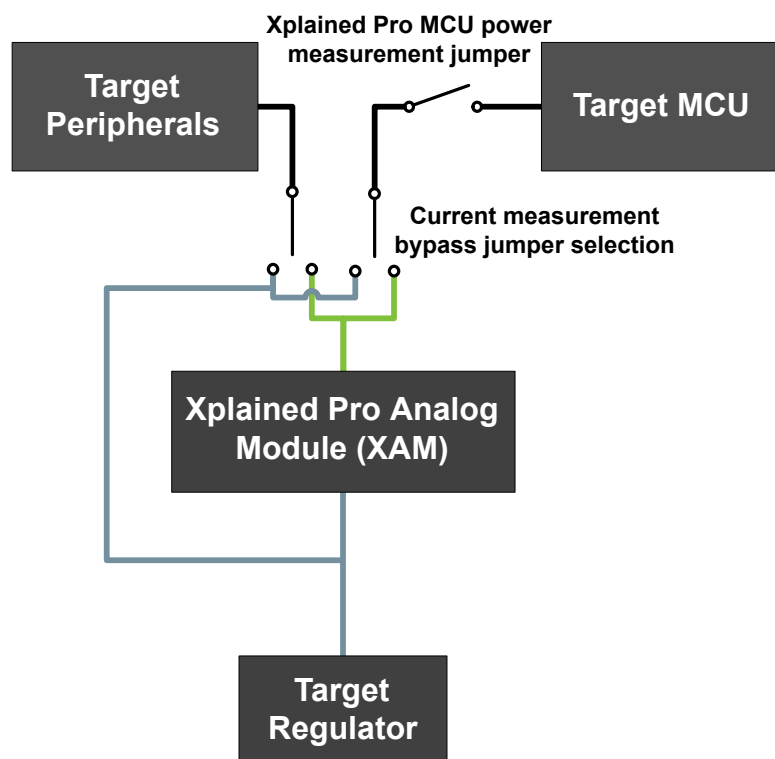 Xplained Pro MCU power
measurement jumper
Target
Peripherals
Target MCU
Current measurement
bypass jumper selection
Xplained Pro Analog
Module (XAM)
Target
Regulator